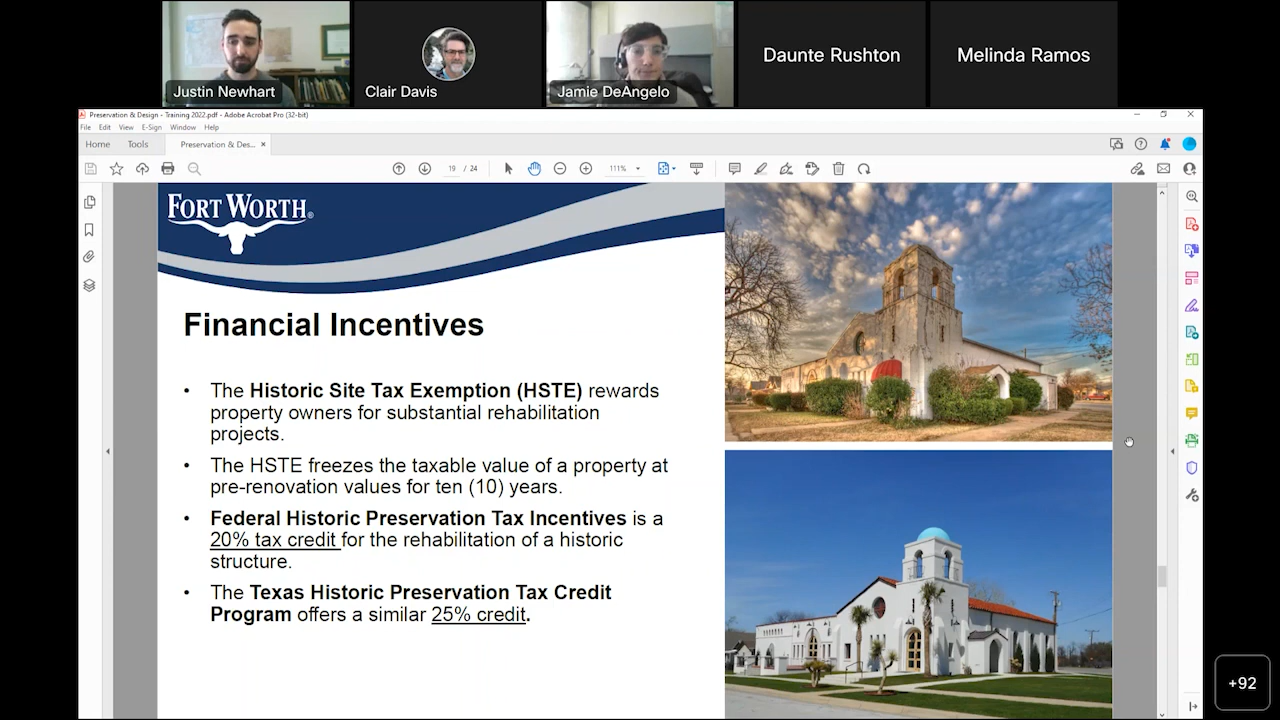 Justin Newhart
Clair Davis
Jamie DeAngelo
Daunte Rushton
Melinda Ramos
Preservation & Design - Training 2022.pdf - Adobe Acrobat Pro (32-bit)
File Edit View E-Sign Window Help
Home Tools Preservation & Des... ×
19 / 24 111%
FORT WORTH®
Financial Incentives
• The Historic Site Tax Exemption (HSTE) rewards
property owners for substantial rehabilitation
projects.
• The HSTE freezes the taxable value of a property at
pre-renovation values for ten (10) years.
• Federal Historic Preservation Tax Incentives is a
20% tax credit for the rehabilitation of a historic
structure.
• The Texas Historic Preservation Tax Credit
Program offers a similar 25% credit.
+92